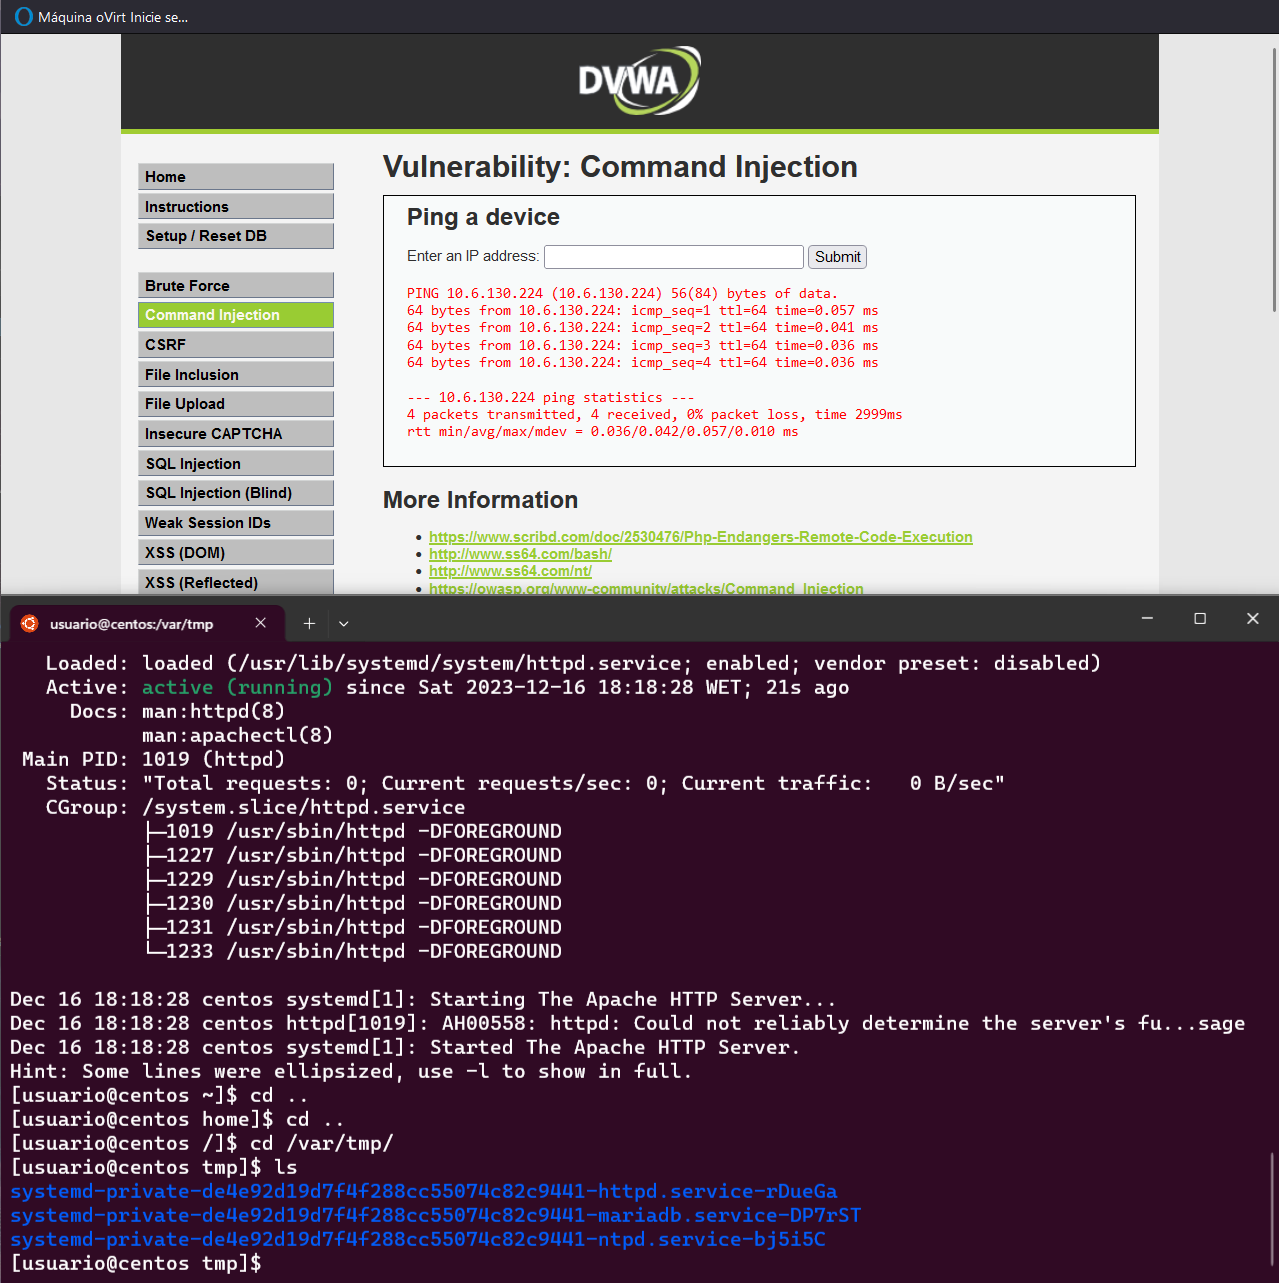 Máquina oVirt Inicie se...
DVWA
Vulnerability: Command Injection
Home
Instructions
Setup / Reset DB
Brute Force
Command Injection
CSRF
File Inclusion
File Upload
Insecure CAPTCHA
SQL Injection
SQL Injection (Blind)
Weak Session IDs
XSS (DOM)
XSS (Reflected)
Ping a device
Enter an IP address:
Submit
PING 10.6.130.224 (10.6.130.224) 56(84) bytes of data.
64 bytes from 10.6.130.224: icmp_seq=1 ttl=64 time=0.057 ms
64 bytes from 10.6.130.224: icmp_seq=2 ttl=64 time=0.041 ms
64 bytes from 10.6.130.224: icmp_seq=3 ttl=64 time=0.036 ms
64 bytes from 10.6.130.224: icmp_seq=4 ttl=64 time=0.036 ms
--- 10.6.130.224 ping statistics ---
4 packets transmitted, 4 received, 0% packet loss, time 2999ms
rtt min/avg/max/mdev = 0.036/0.042/0.057/0.010 ms
More Information
https://www.scribd.com/doc/2530476/Php-Endangers-Remote-Code-Execution
http://www.ss64.com/bash/
http://www.ss64.com/nt/
https://owasp.org/www-community/attacks/Command_Injection
usuario@centos:/var/tmp
Loaded: loaded (/usr/lib/systemd/system/httpd.service; enabled; vendor preset: disabled)
Active: active (running) since Sat 2023-12-16 18:18:28 WET; 21s ago
Docs: man:httpd(8)
man:apachectl(8)
Main PID: 1019 (httpd)
Status: "Total requests: 0; Current requests/sec: 0; Current traffic:   0 B/sec"
CGroup: /system.slice/httpd.service
├─1019 /usr/sbin/httpd -DFOREGROUND
├─1227 /usr/sbin/httpd -DFOREGROUND
├─1229 /usr/sbin/httpd -DFOREGROUND
├─1230 /usr/sbin/httpd -DFOREGROUND
├─1231 /usr/sbin/httpd -DFOREGROUND
└─1233 /usr/sbin/httpd -DFOREGROUND
Dec 16 18:18:28 centos systemd[1]: Starting The Apache HTTP Server...
Dec 16 18:18:28 centos httpd[1019]: AH00558: httpd: Could not reliably determine the server's fu...sage
Dec 16 18:18:28 centos systemd[1]: Started The Apache HTTP Server.
Hint: Some lines were ellipsized, use -l to show in full.
[usuario@centos ~]$ cd ..
[usuario@centos home]$ cd ..
[usuario@centos /]$ cd /var/tmp/
[usuario@centos tmp]$ ls
systemd-private-de4e92d19d7f4f288cc55074c82c9441-httpd.service-rDueGa
systemd-private-de4e92d19d7f4f288cc55074c82c9441-mariadb.service-DP7rST
systemd-private-de4e92d19d7f4f288cc55074c82c9441-ntpd.service-bj5i5C
[usuario@centos tmp]$